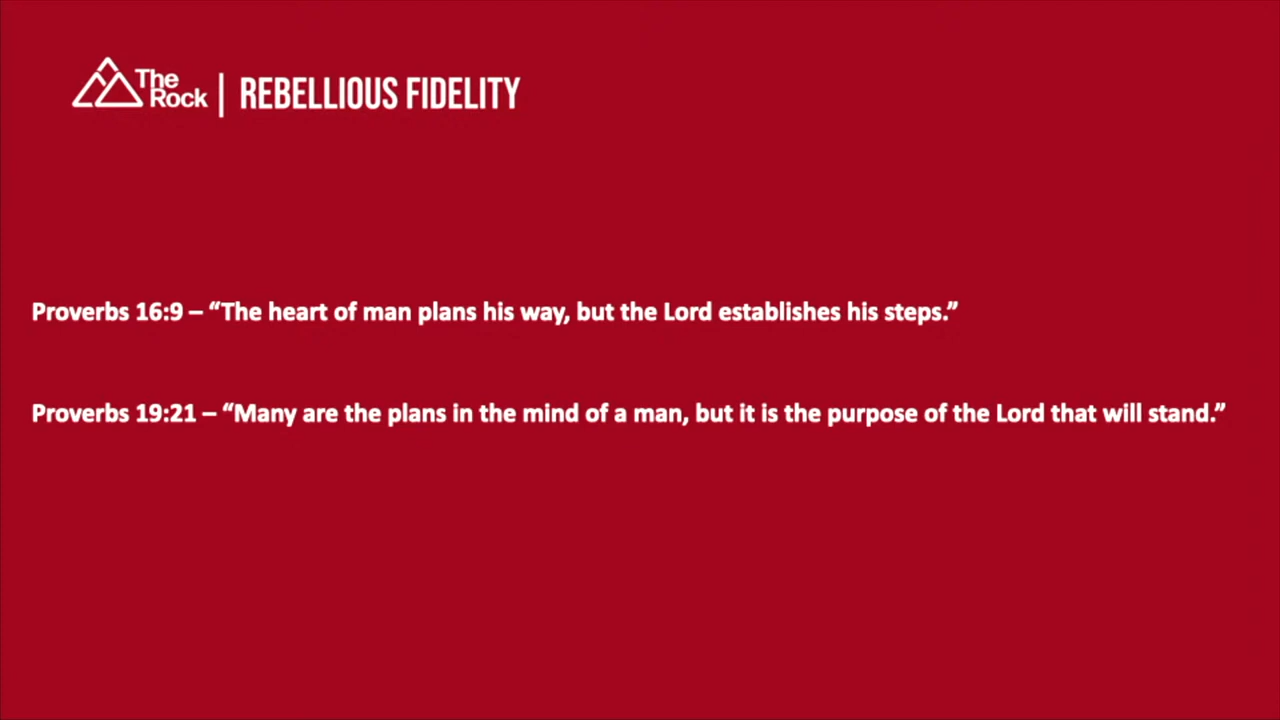 The
Rock | REBELLIOUS FIDELITY
Proverbs 16:9 – “The heart of man plans his way, but the Lord establishes his steps.”
Proverbs 19:21 – “Many are the plans in the mind of a man, but it is the purpose of the Lord that will stand.”